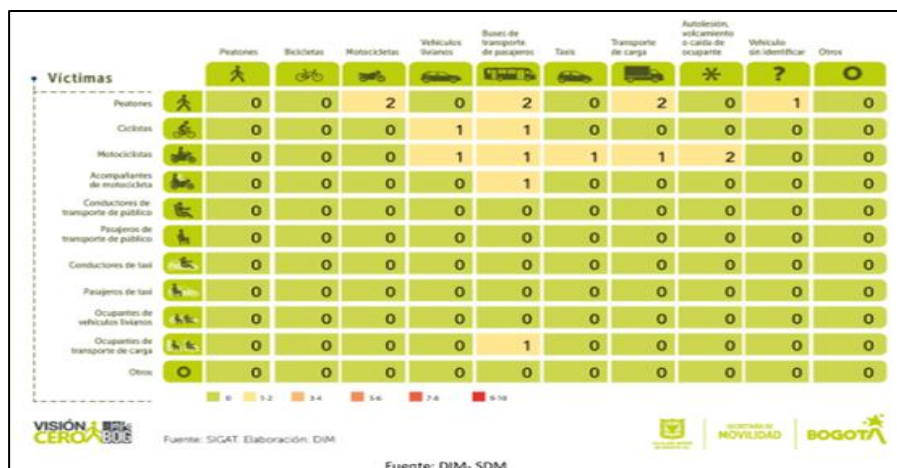 Peatones Bicicletas Motocicletas Vehículos livianos Buses de transporte de pasajeros Taxis Transporte de carga Autolesión, volcamiento o caída de ocupante Vehículo sin identificar Otros
Víctimas
Peatones 0 0 2 0 2 0 2 0 1 0
Ciclistas 0 0 0 1 1 0 0 0 0 0
Motociclistas 0 0 0 1 1 1 1 2 0 0
Acompañantes de motocicleta 0 0 0 0 1 0 0 0 0 0
Conductores de transporte de público 0 0 0 0 0 0 0 0 0 0
Pasajeros de transporte de público 0 0 0 0 0 0 0 0 0 0
Conductores de taxi 0 0 0 0 0 0 0 0 0 0
Pasajeros de taxi 0 0 0 0 0 0 0 0 0 0
Ocupantes de vehículos livianos 0 0 0 0 0 0 0 0 0 0
Ocupantes de transporte de carga 0 0 0 0 1 0 0 0 0 0
Otros 0 0 0 0 0 0 0 0 0 0
0 1-2 3-4 5-6 7-8 9-10
VISIÓN CERO BOG
Fuente: SIGAT. Elaboración: DIM
SECRETARÍA DE MOVILIDAD
BOGOTÁ
Fuente: DIM- SDM